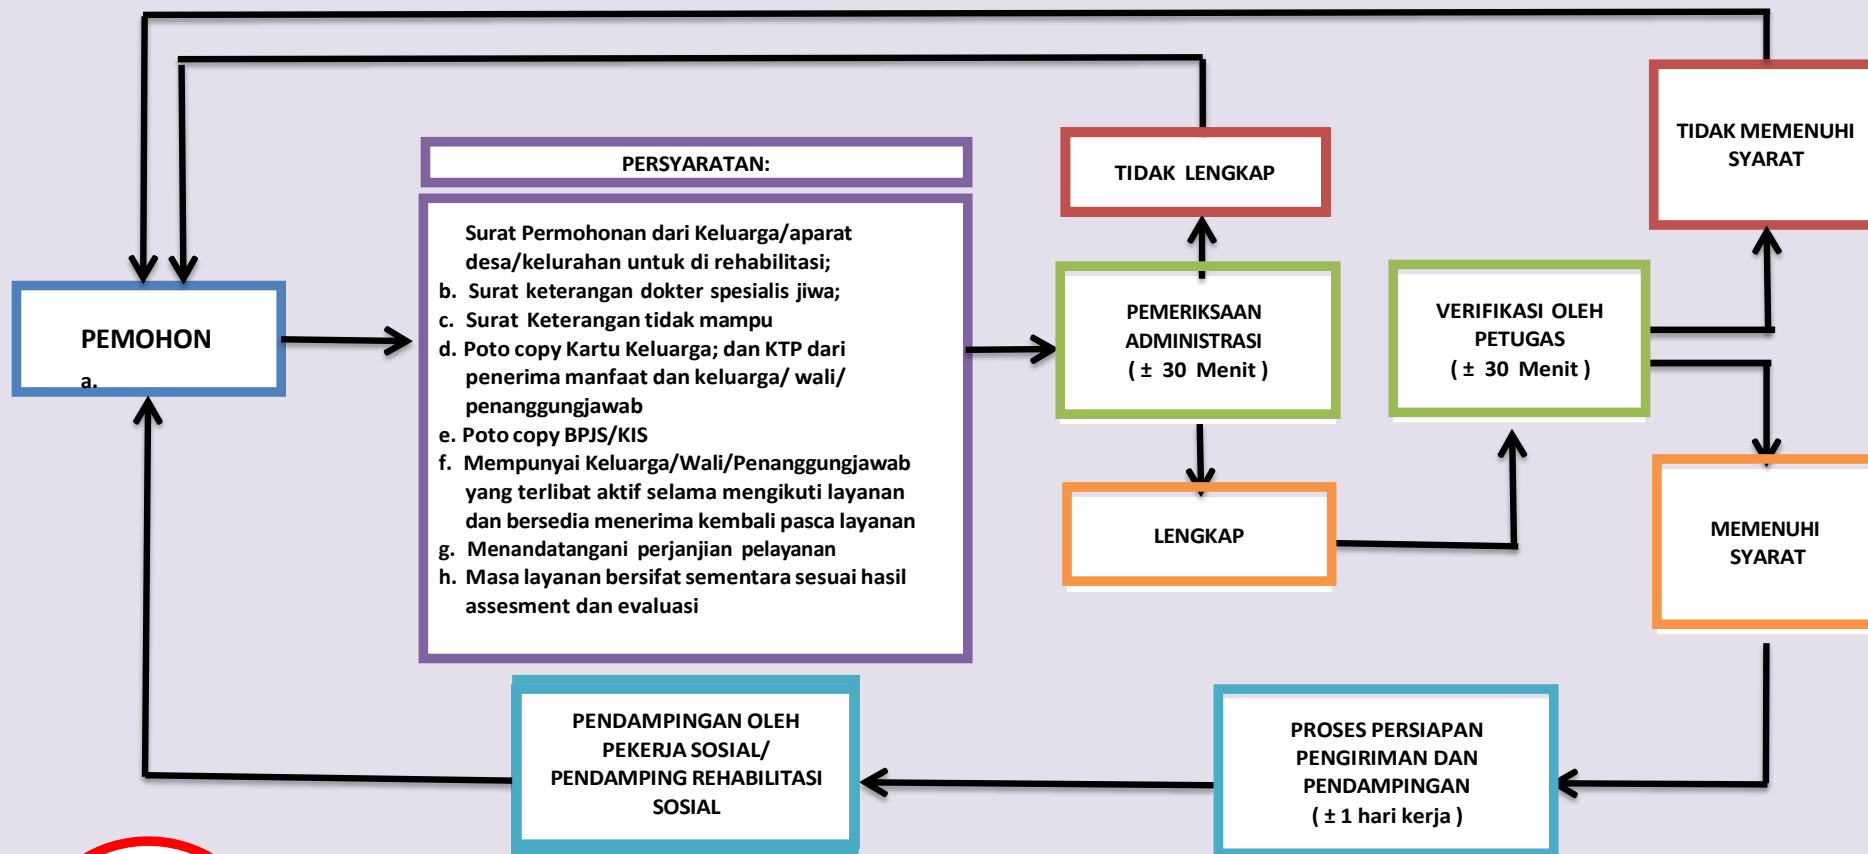 PEMOHON
a.
PERSYARATAN:
Surat Permohonan dari Keluarga/aparat
desa/kelurahan untuk di rehabilitasi;
b. Surat keterangan dokter spesialis jiwa;
c. Surat Keterangan tidak mampu
d. Poto copy Kartu Keluarga; dan KTP dari
penerima manfaat dan keluarga/ wali/
penanggungjawab
e. Poto copy BPJS/KIS
f. Mempunyai Keluarga/Wali/Penanggungjawab
yang terlibat aktif selama mengikuti layanan
dan bersedia menerima kembali pasca layanan
g. Menandatangani perjanjian pelayanan
h. Masa layanan bersifat sementara sesuai hasil
assesment dan evaluasi
TIDAK LENGKAP
PEMERIKSAAN
ADMINISTRASI
( ± 30 Menit )
LENGKAP
VERIFIKASI OLEH
PETUGAS
( ± 30 Menit )
TIDAK MEMENUHI
SYARAT
MEMENUHI
SYARAT
PROSES PERSIAPAN
PENGIRIMAN DAN
PENDAMPINGAN
( ± 1 hari kerja )
PENDAMPINGAN OLEH
PEKERJA SOSIAL/
PENDAMPING REHABILITASI
SOSIAL